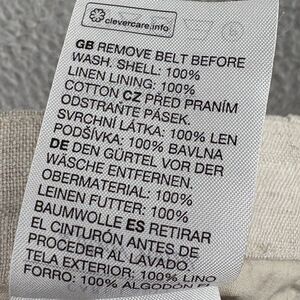 clevercare.info
GB REMOVE BELT BEFORE
WASH. SHELL: 100%
LINEN LINING: 100%
COTTON CZ PŘED PRANÍM
ODSTRAŇTE PÁSEK.
SVRCHNÍ LÁTKA: 100% LEN
PODŠÍVKA: 100% BAVLNA
DE DEN GÜRTEL VOR DER
WÄSCHE ENTFERNEN.
OBERMATERIAL: 100%
LEINEN FUTTER: 100%
BAUMWOLLE ES RETIRAR
EL CINTURÓN ANTES DE
PROCEDER AL LAVADO.
TELA EXTERIOR: 100% LINO
FORRO: 100% ALGODÓN